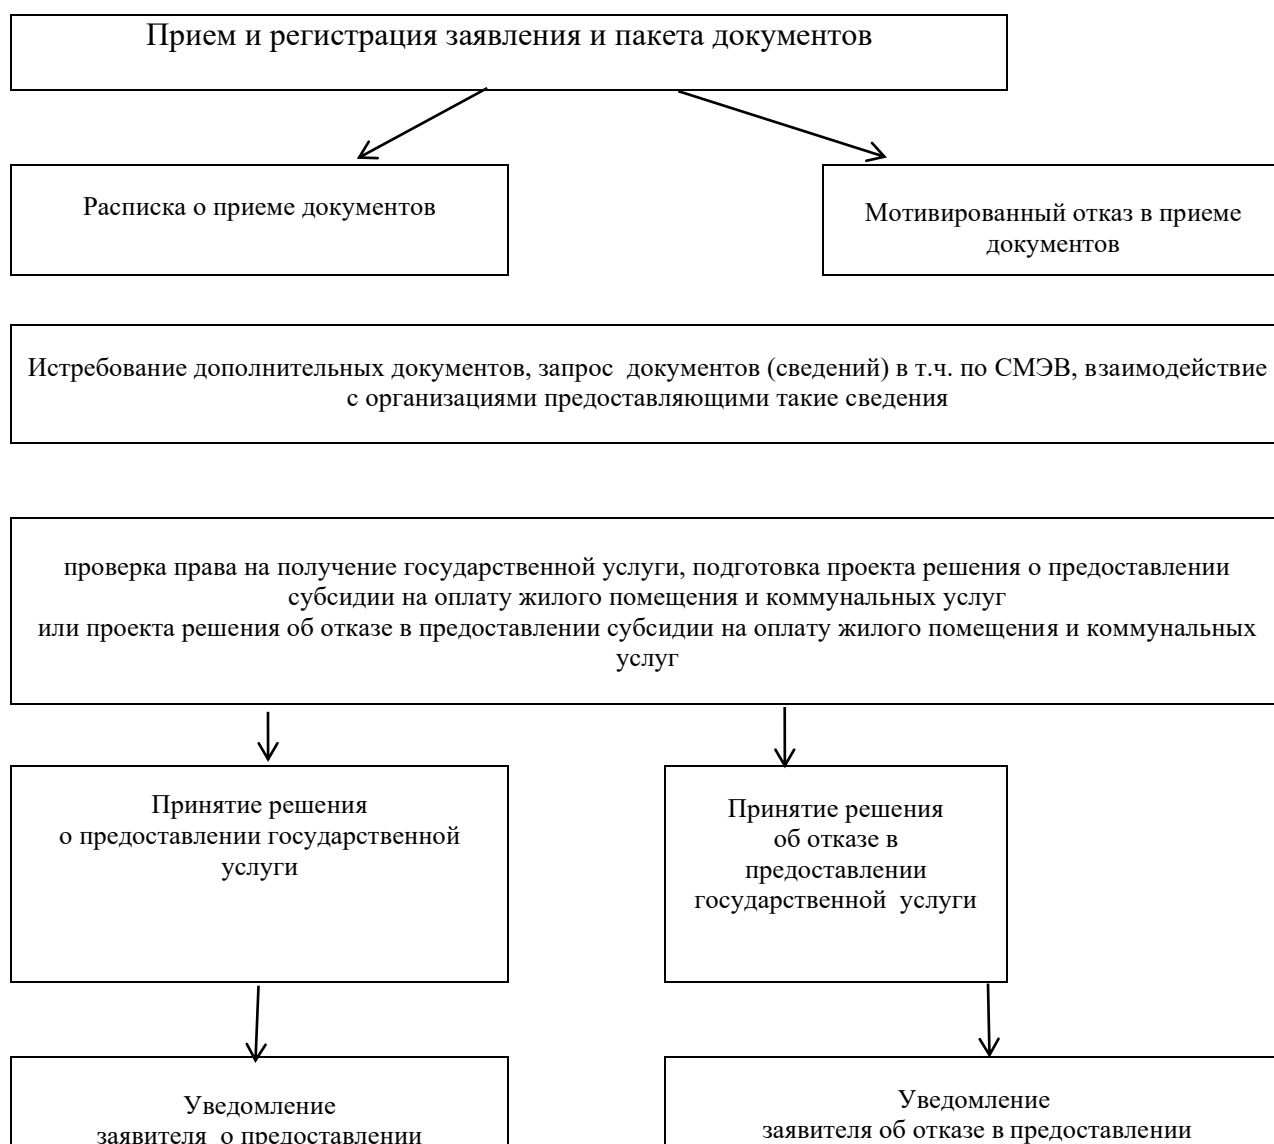 Прием и регистрация заявления и пакета документов
Расписка о приеме документов
Мотивированный отказ в приеме
документов
Истребование дополнительных документов, запрос  документов (сведений) в т.ч. по СМЭВ, взаимодействие
с организациями предоставляющими такие сведения
проверка права на получение государственной услуги, подготовка проекта решения о предоставлении
субсидии на оплату жилого помещения и коммунальных услуг
или проекта решения об отказе в предоставлении субсидии на оплату жилого помещения и коммунальных
услуг
Принятие решения
о предоставлении государственной
услуги
Принятие решения
об отказе в
предоставлении
государственной  услуги
Уведомление
заявителя  о предоставлении
Уведомление
заявителя об отказе в предоставлении